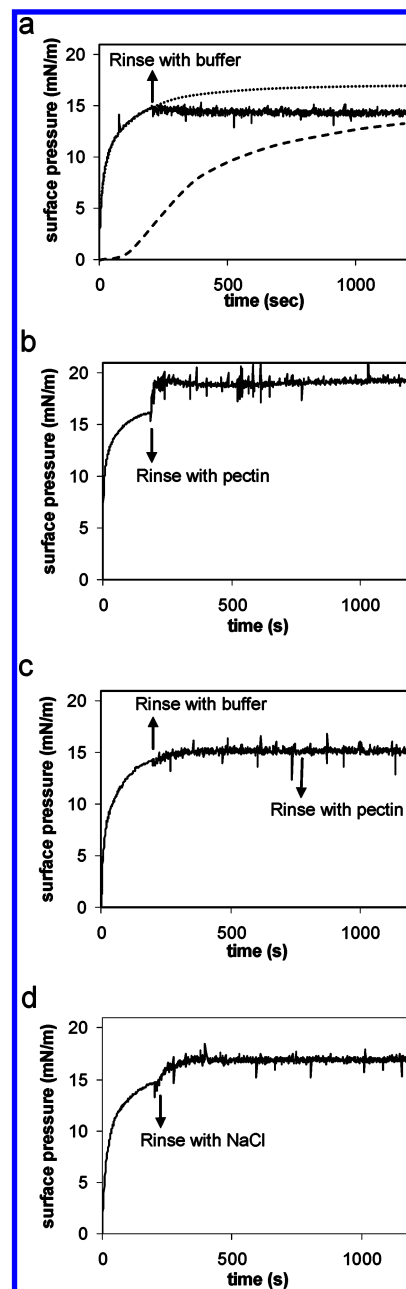 a
surface pressure (mN/m)
20
15
10
5
0
Rinse with buffer
0
500
1000
time (sec)
b
surface pressure (mN/m)
20
15
10
5
0
Rinse with pectin
0
500
1000
time (s)
c
surface pressure (mN/m)
20
15
10
5
0
Rinse with buffer
Rinse with pectin
0
500
1000
time (s)
d
surface pressure (mN/m)
20
15
10
5
0
Rinse with NaCl
0
500
1000
time (s)